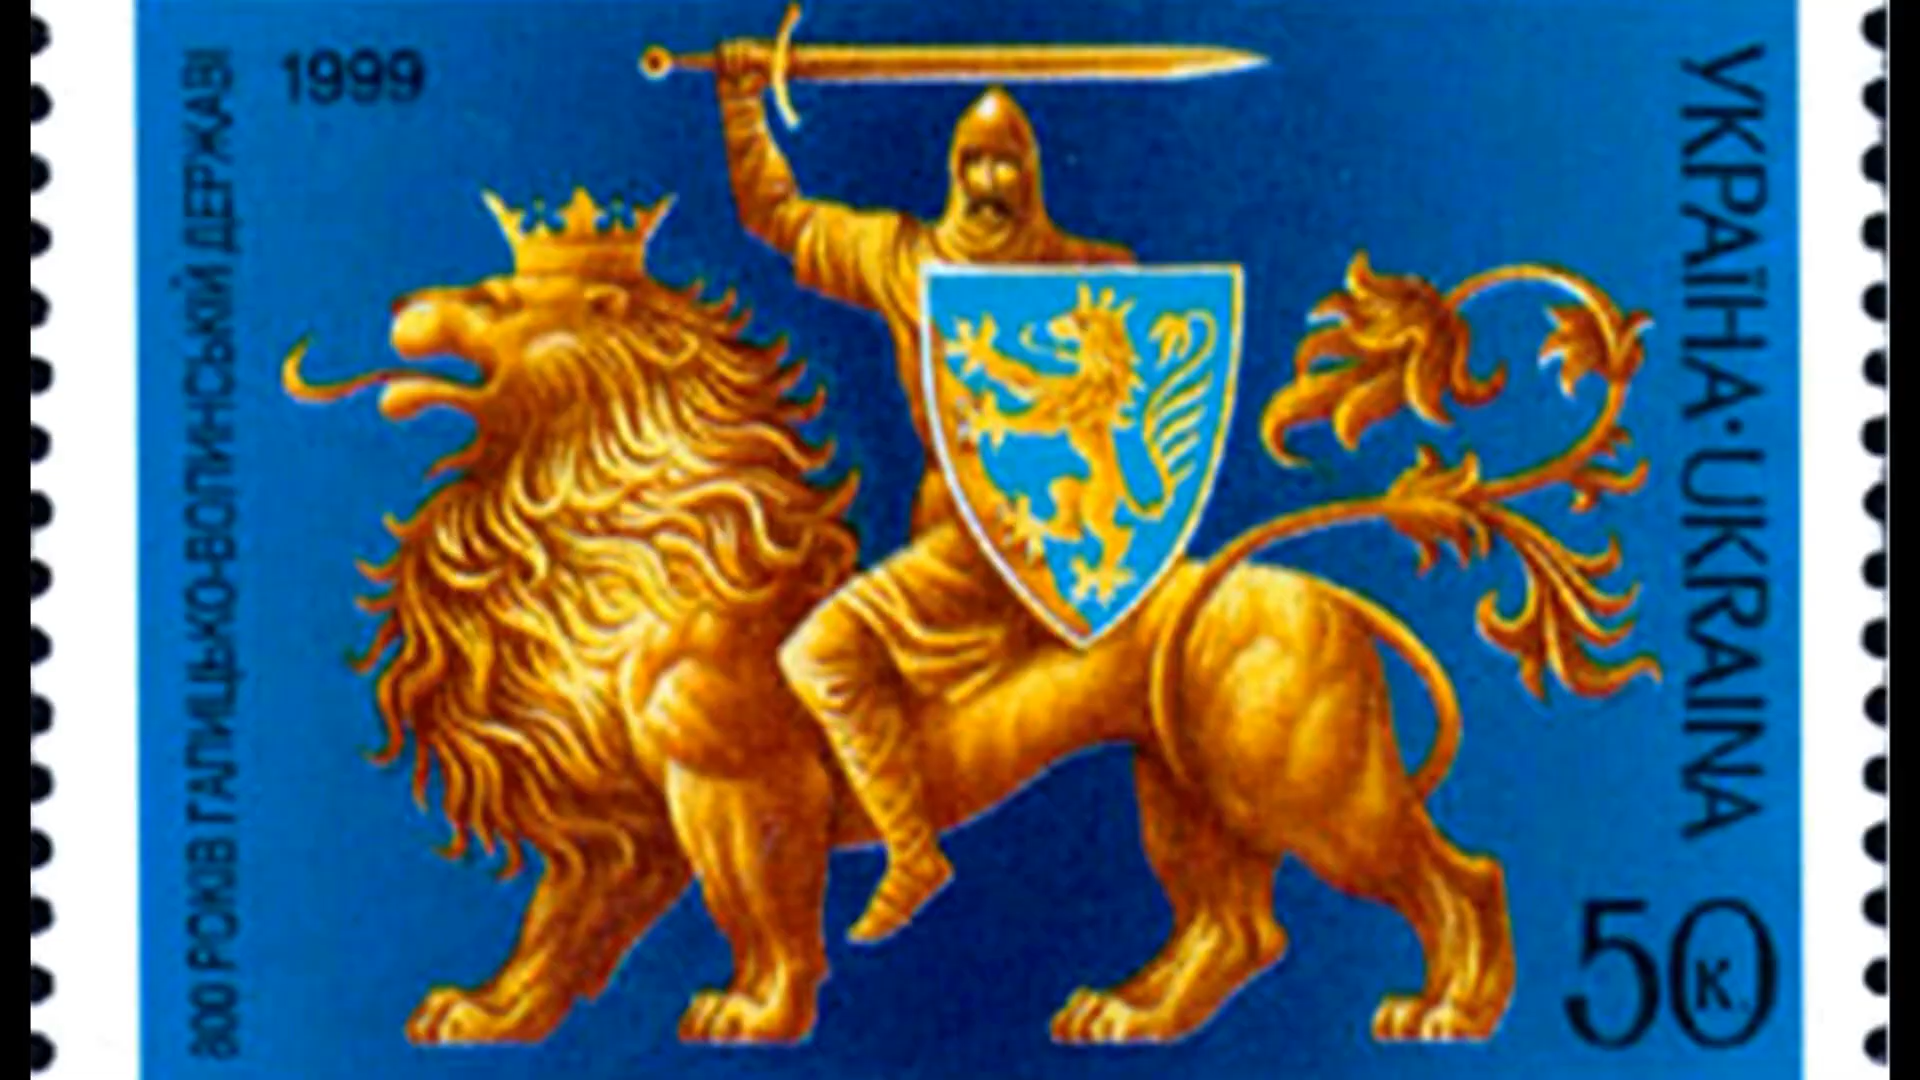 800 РОКІВ ГАЛИЦЬКО-ВОЛИНСЬКІЙ ДЕРЖАВІ
1999
УКРАЇНА·UKRAINA
50 к.